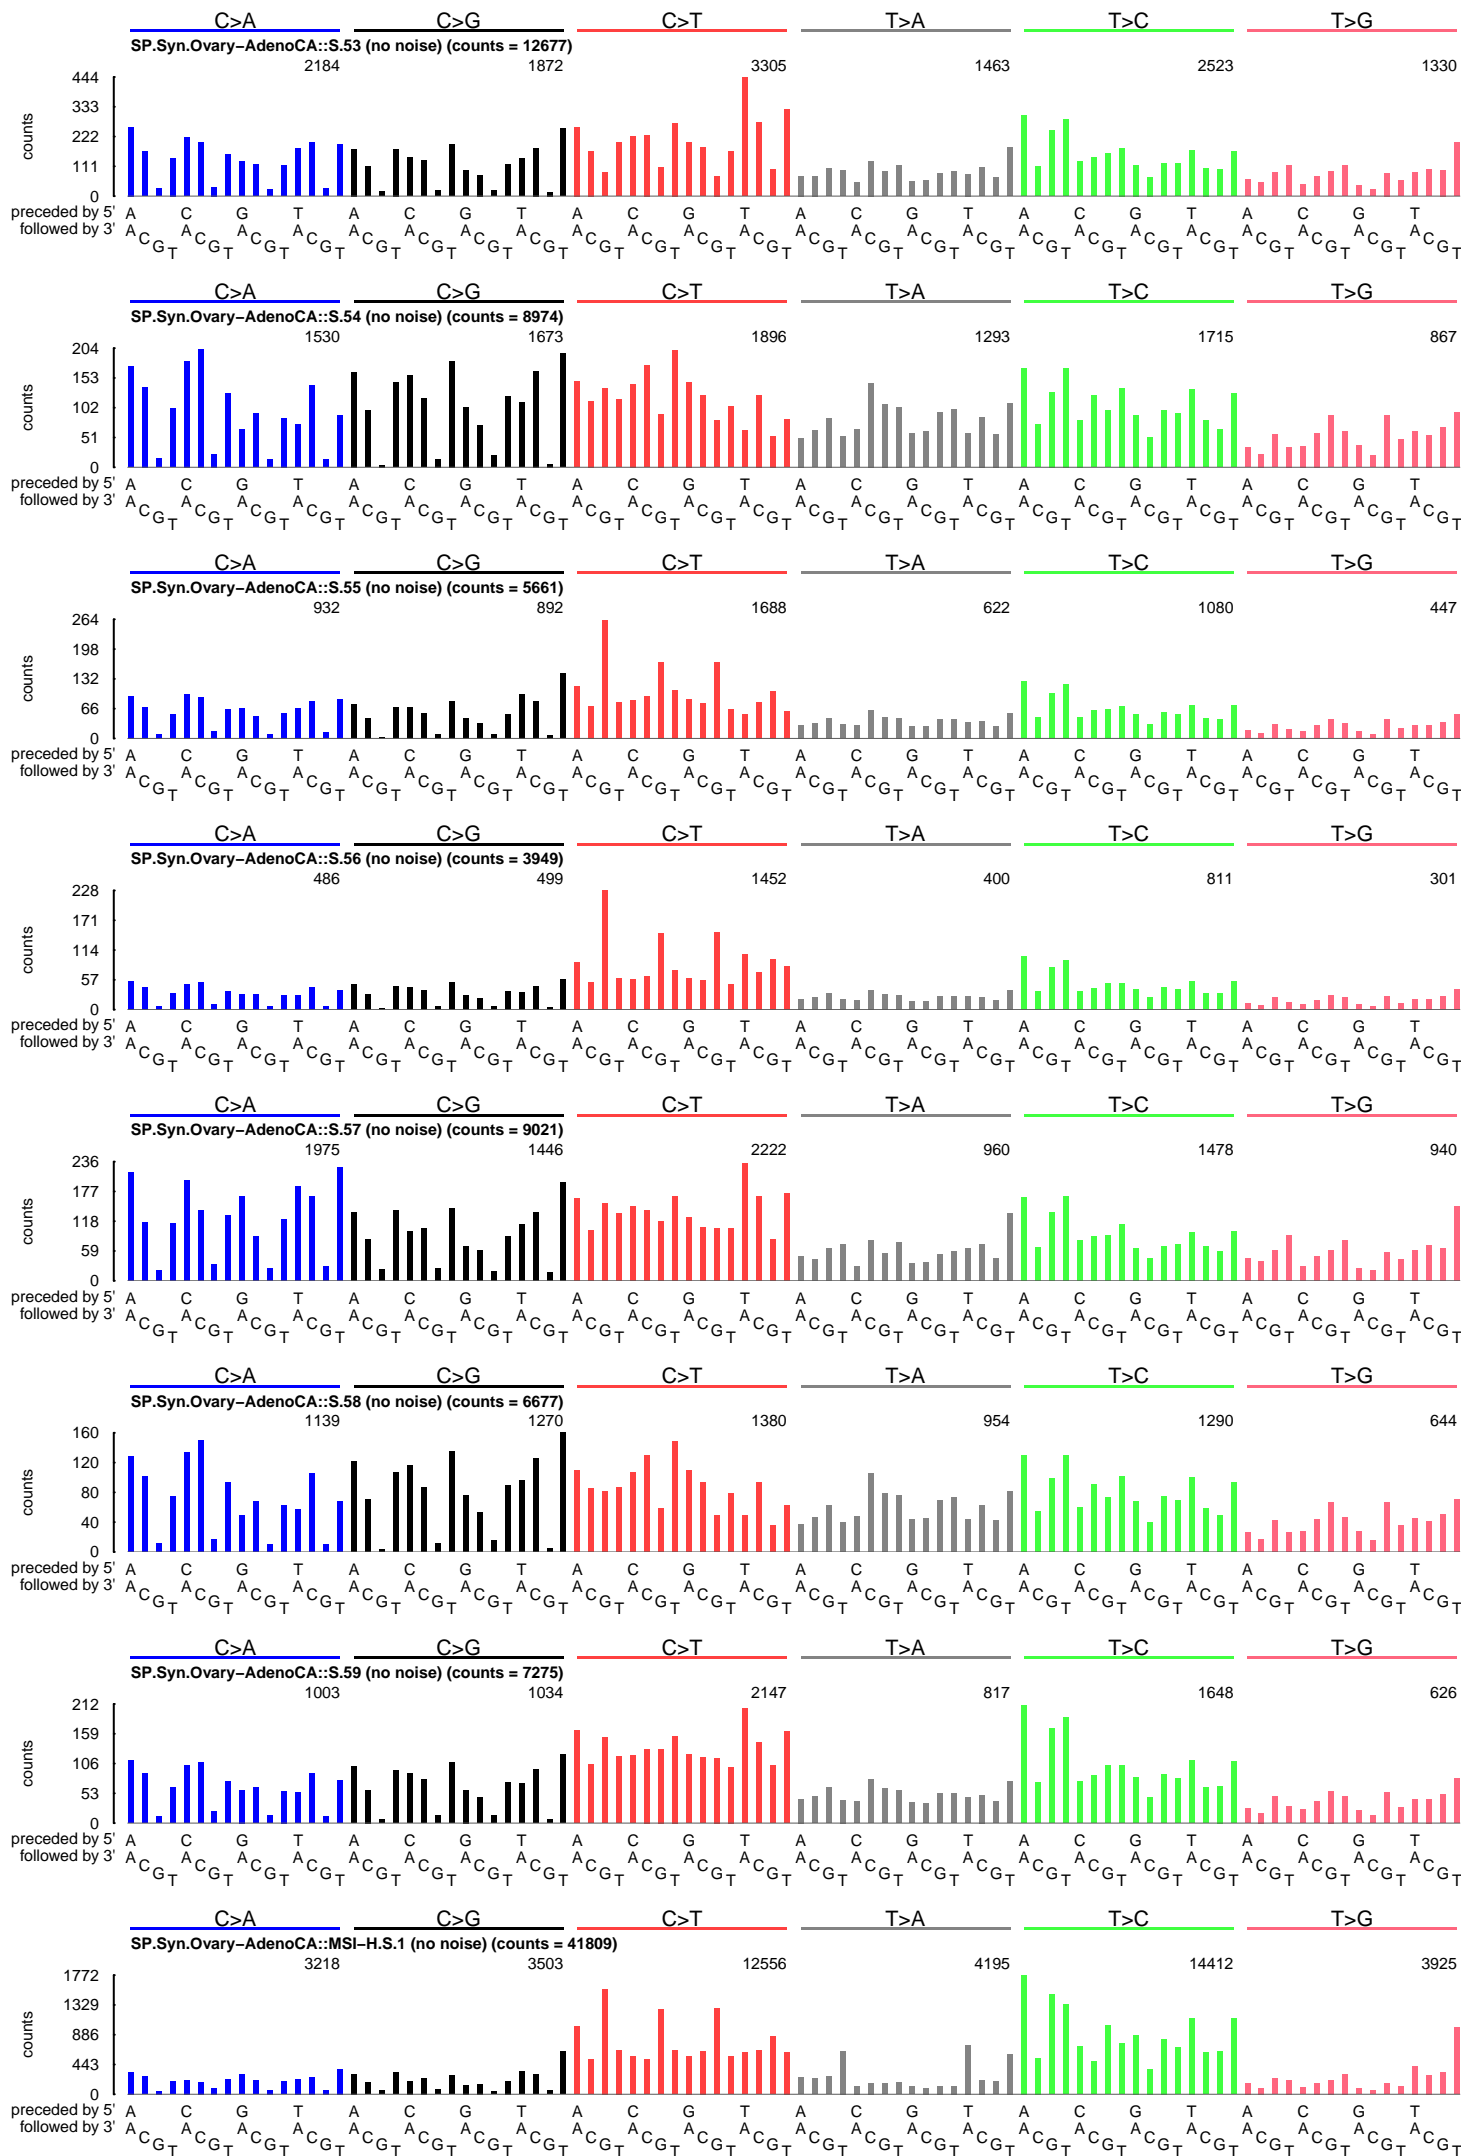 C>A C>G C>T T>A T>C T>G
SP.Syn.Ovary−AdenoCA::S.53 (no noise) (counts = 12677)
2184 1872 3305 1463 2523 1330
444
333
222
111
0
counts
preceded by 5' A C G T A C G T A C G T A C G T A C G T A C G T
followed by 3' A C G T A C G T A C G T A C G T A C G T A C G T A C G T A C G T A C G T A C G T A C G T A C G T A C G T A C G T A C G T A C G T A C G T A C G T A C G T A C G T A C G T A C G T A C G T A C G T
C>A C>G C>T T>A T>C T>G
SP.Syn.Ovary−AdenoCA::S.54 (no noise) (counts = 8974)
1530 1673 1896 1293 1715 867
204
153
102
51
0
counts
preceded by 5' A C G T A C G T A C G T A C G T A C G T A C G T
followed by 3' A C G T A C G T A C G T A C G T A C G T A C G T A C G T A C G T A C G T A C G T A C G T A C G T A C G T A C G T A C G T A C G T A C G T A C G T A C G T A C G T A C G T A C G T A C G T A C G T
C>A C>G C>T T>A T>C T>G
SP.Syn.Ovary−AdenoCA::S.55 (no noise) (counts = 5661)
932 892 1688 622 1080 447
264
198
132
66
0
counts
preceded by 5' A C G T A C G T A C G T A C G T A C G T A C G T
followed by 3' A C G T A C G T A C G T A C G T A C G T A C G T A C G T A C G T A C G T A C G T A C G T A C G T A C G T A C G T A C G T A C G T A C G T A C G T A C G T A C G T A C G T A C G T A C G T A C G T
C>A C>G C>T T>A T>C T>G
SP.Syn.Ovary−AdenoCA::S.56 (no noise) (counts = 3949)
486 499 1452 400 811 301
228
171
114
57
0
counts
preceded by 5' A C G T A C G T A C G T A C G T A C G T A C G T
followed by 3' A C G T A C G T A C G T A C G T A C G T A C G T A C G T A C G T A C G T A C G T A C G T A C G T A C G T A C G T A C G T A C G T A C G T A C G T A C G T A C G T A C G T A C G T A C G T A C G T
C>A C>G C>T T>A T>C T>G
SP.Syn.Ovary−AdenoCA::S.57 (no noise) (counts = 9021)
1975 1446 2222 960 1478 940
236
177
118
59
0
counts
preceded by 5' A C G T A C G T A C G T A C G T A C G T A C G T
followed by 3' A C G T A C G T A C G T A C G T A C G T A C G T A C G T A C G T A C G T A C G T A C G T A C G T A C G T A C G T A C G T A C G T A C G T A C G T A C G T A C G T A C G T A C G T A C G T A C G T
C>A C>G C>T T>A T>C T>G
SP.Syn.Ovary−AdenoCA::S.58 (no noise) (counts = 6677)
1139 1270 1380 954 1290 644
160
120
80
40
0
counts
preceded by 5' A C G T A C G T A C G T A C G T A C G T A C G T
followed by 3' A C G T A C G T A C G T A C G T A C G T A C G T A C G T A C G T A C G T A C G T A C G T A C G T A C G T A C G T A C G T A C G T A C G T A C G T A C G T A C G T A C G T A C G T A C G T A C G T
C>A C>G C>T T>A T>C T>G
SP.Syn.Ovary−AdenoCA::S.59 (no noise) (counts = 7275)
1003 1034 2147 817 1648 626
212
159
106
53
0
counts
preceded by 5' A C G T A C G T A C G T A C G T A C G T A C G T
followed by 3' A C G T A C G T A C G T A C G T A C G T A C G T A C G T A C G T A C G T A C G T A C G T A C G T A C G T A C G T A C G T A C G T A C G T A C G T A C G T A C G T A C G T A C G T A C G T A C G T
C>A C>G C>T T>A T>C T>G
SP.Syn.Ovary−AdenoCA::MSI−H.S.1 (no noise) (counts = 41809)
3218 3503 12556 4195 14412 3925
1772
1329
886
443
0
counts
preceded by 5' A C G T A C G T A C G T A C G T A C G T A C G T
followed by 3' A C G T A C G T A C G T A C G T A C G T A C G T A C G T A C G T A C G T A C G T A C G T A C G T A C G T A C G T A C G T A C G T A C G T A C G T A C G T A C G T A C G T A C G T A C G T A C G T